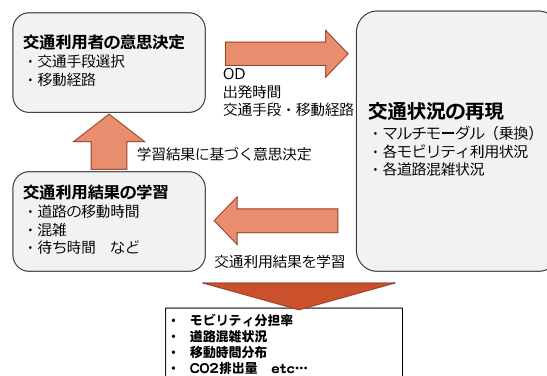 交通利用者の意思決定
・交通手段選択
・移動経路
OD
出発時間
交通手段・移動経路
交通状況の再現
・マルチモーダル（乗換）
・各モビリティ利用状況
・各道路混雑状況
学習結果に基づく意思決定
交通利用結果の学習
・道路の移動時間
・混雑
・待ち時間　など
交通利用結果を学習
• モビリティ分担率
• 道路混雑状況
• 移動時間分布
• CO2排出量　etc…